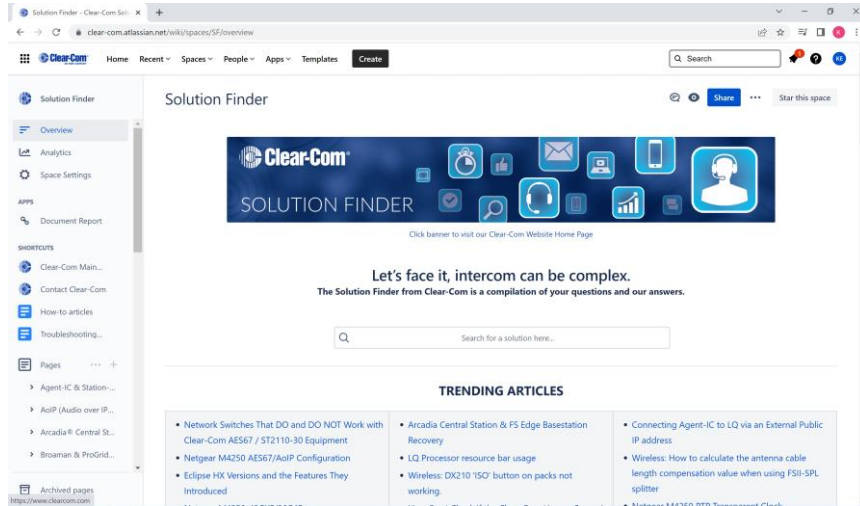 Solution Finder - Clear-Com Solu
clear-com.atlassian.net/wiki/spaces/SF/overview
Clear-Com Home Recent Spaces People Apps Templates Create Search 1 ? KE
Solution Finder
Overview
Analytics
Space Settings
APPS
Document Report
SHORTCUTS
Clear-Com Main...
Contact Clear-Com
How-to articles
Troubleshooting...
Pages
Agent-IC & Station-...
AoIP (Audio over IP...
Arcadia® Central St...
Broaman & ProGrid...
Archived pages
https://www.clearcom.com
Solution Finder
Share Star this space
Clear-Com®
SOLUTION FINDER
Click banner to visit our Clear-Com Website Home Page
Let's face it, intercom can be complex.
The Solution Finder from Clear-Com is a compilation of your questions and our answers.
Search for a solution here...
TRENDING ARTICLES
Network Switches That DO and DO NOT Work with
Clear-Com AES67 / ST2110-30 Equipment
Netgear M4250 AES67/AoIP Configuration
Eclipse HX Versions and the Features They
Introduced
Arcadia Central Station & FS Edge Basestation
Recovery
LQ Processor resource bar usage
Wireless: DX210 'ISO' button on packs not
working.
Connecting Agent-IC to LQ via an External Public
IP address
Wireless: How to calculate the antenna cable
length compensation value when using FSII-SPL
splitter
Netgear M4250 PTP Transparent Clock